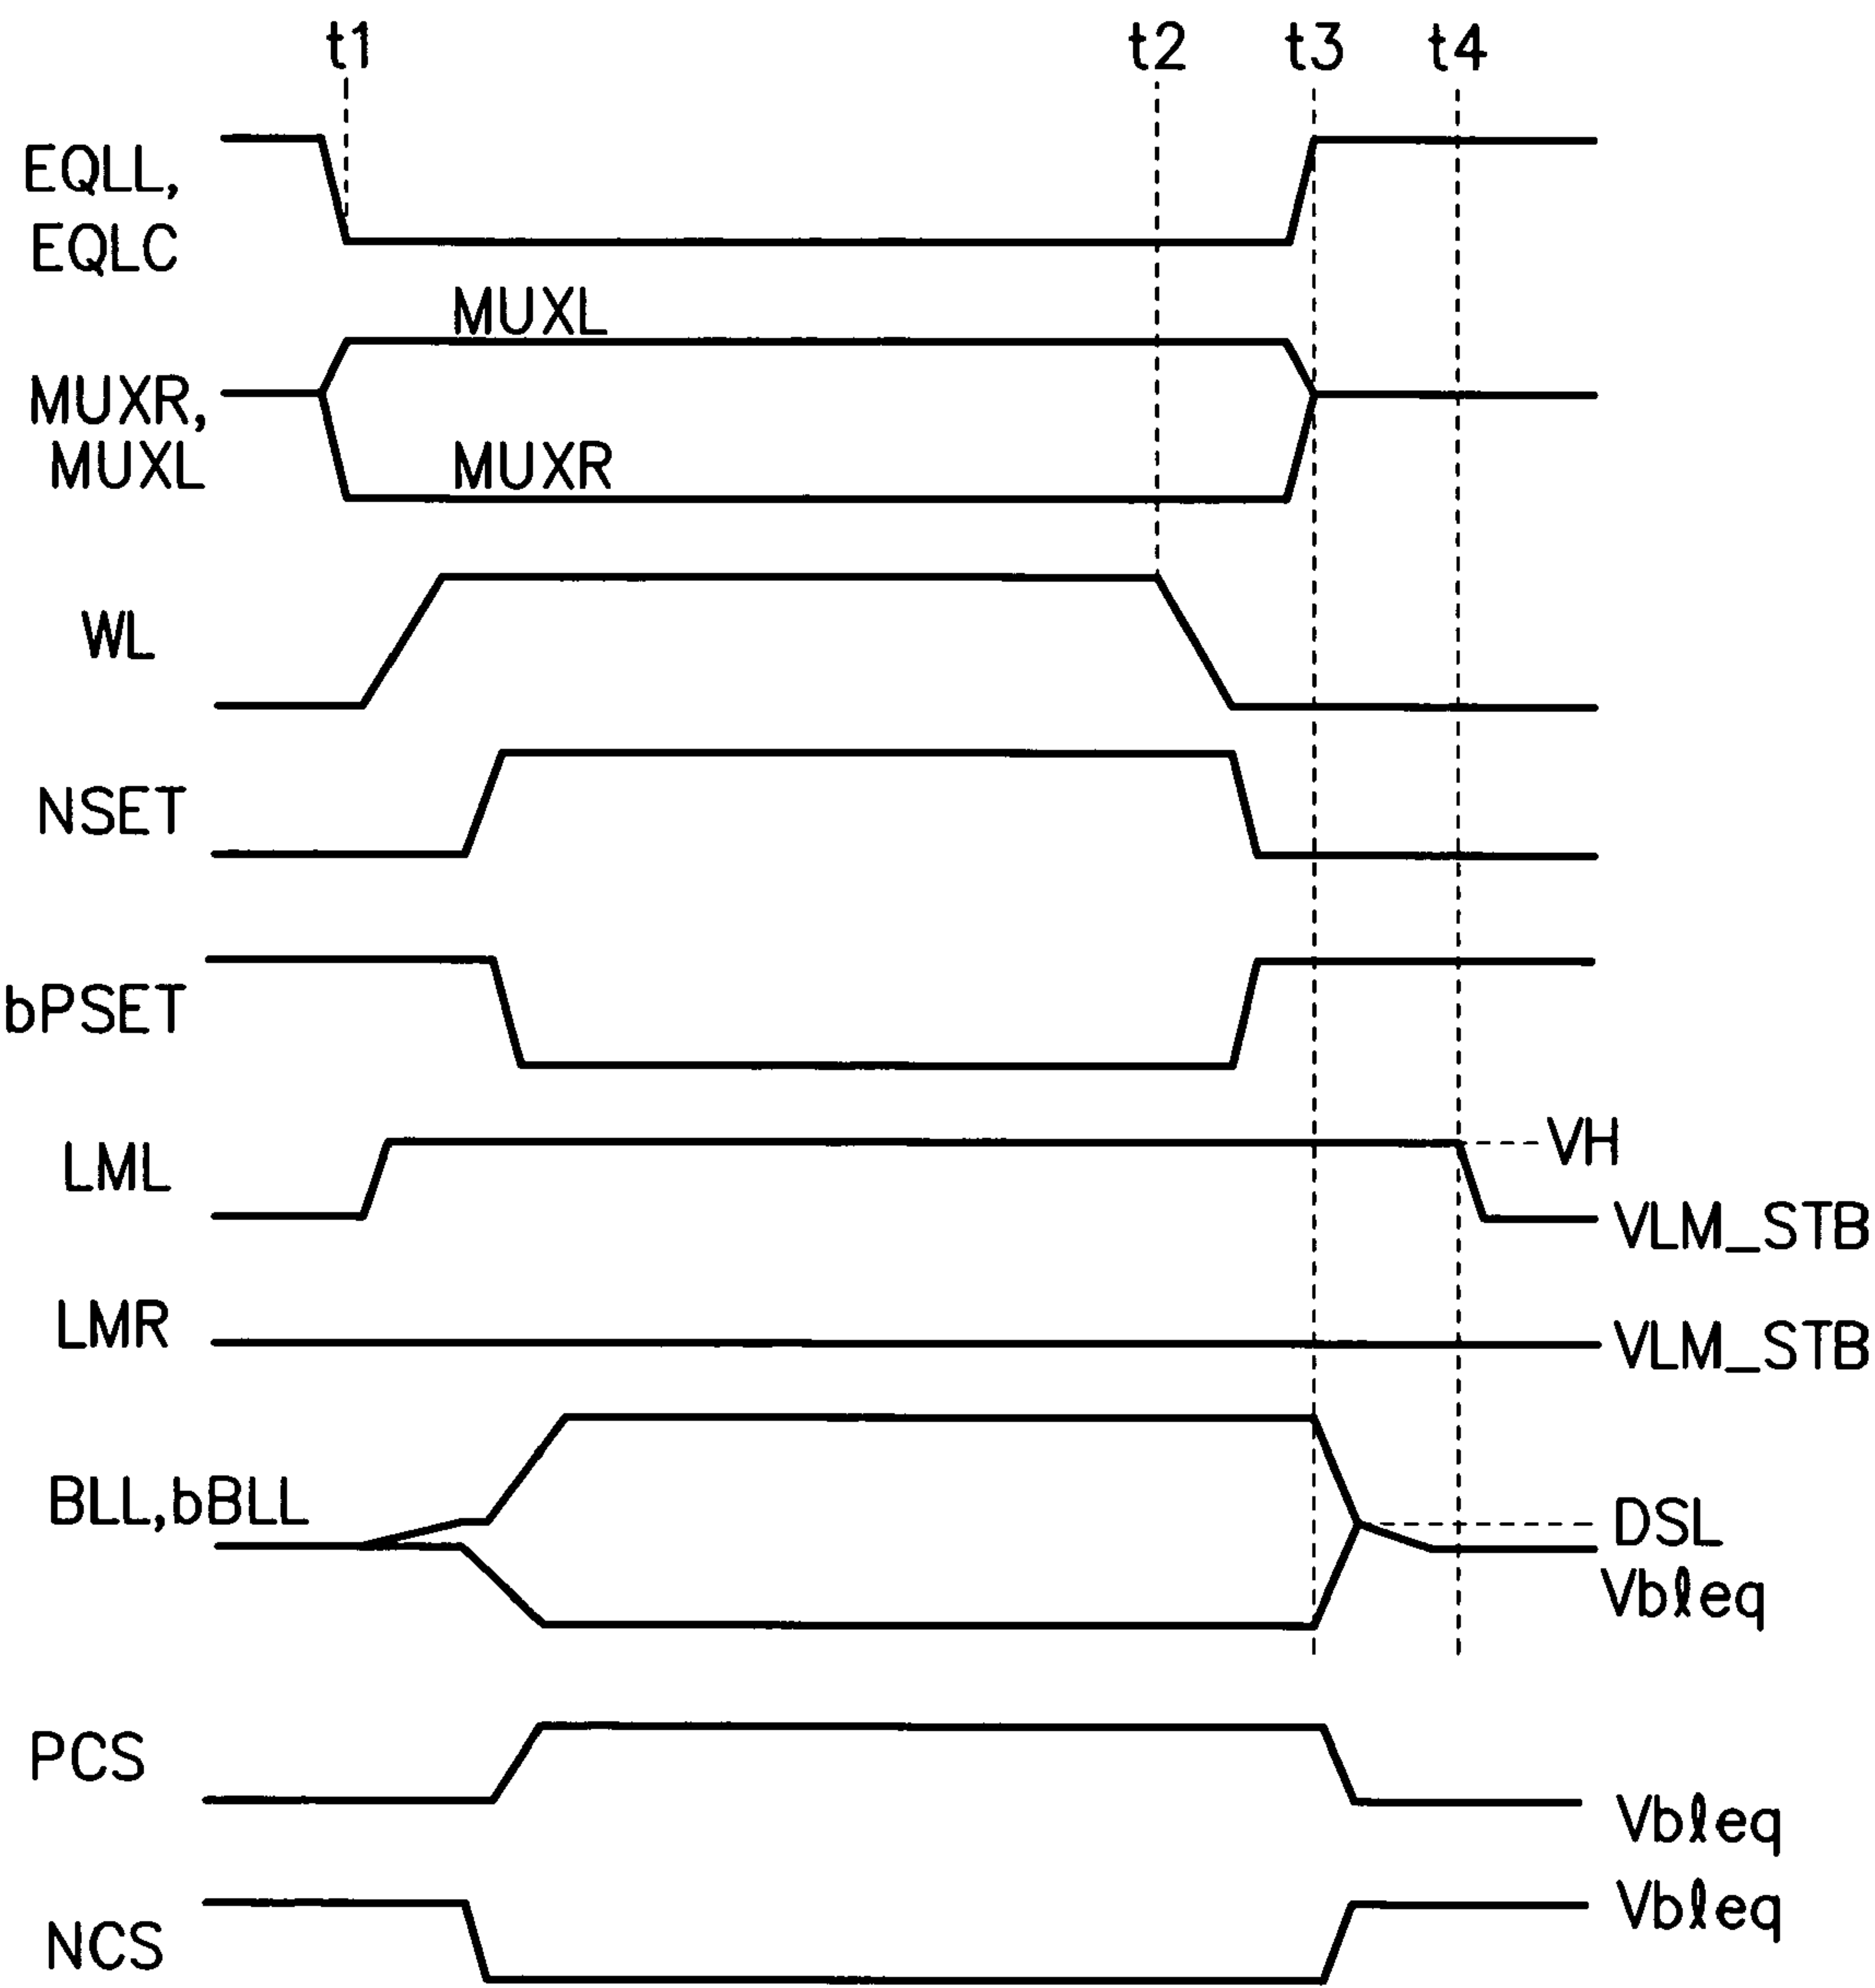 t1 t2 t3 t4
EQLL,
EQLC
MUXL
MUXR,
MUXL
MUXR
WL
NSET
bPSET
VH
LML
VLM_STB
LMR
VLM_STB
BLL,bBLL
DSL
Vbleq
PCS
Vbleq
Vbleq
NCS